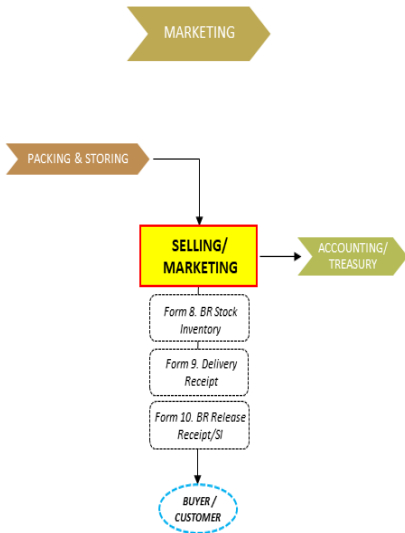 MARKETING
PACKING & STORING
SELLING/
MARKETING
ACCOUNTING/
TREASURY
Form 8. BR Stock
Inventory
Form 9. Delivery
Receipt
Form 10. BR Release
Receipt/SI
BUYER /
CUSTOMER